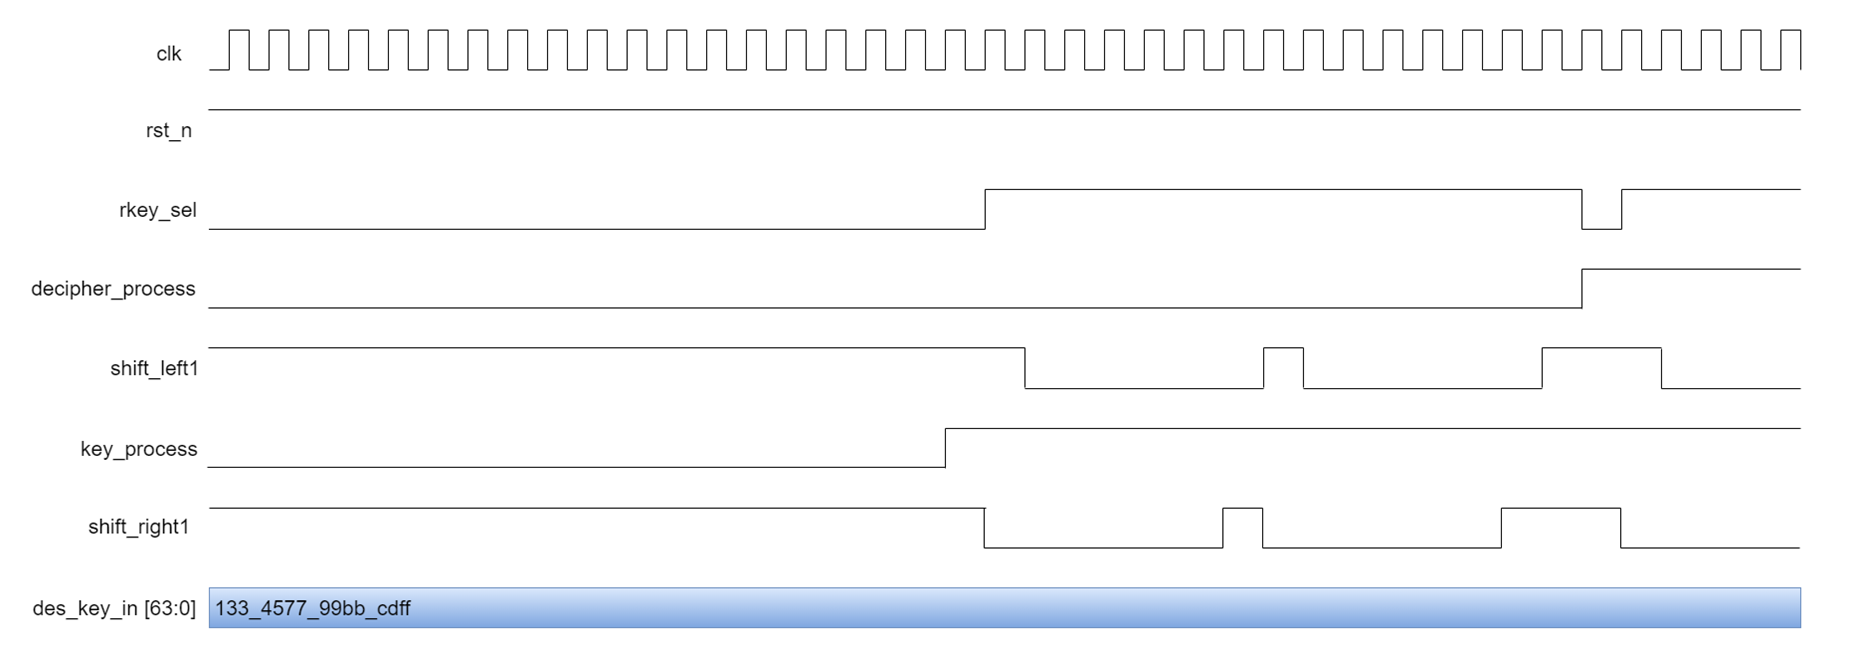 clk
rst_n
rkey_sel
decipher_process
shift_left1
key_process
shift_right1
des_key_in [63:0] 133_4577_99bb_cdff